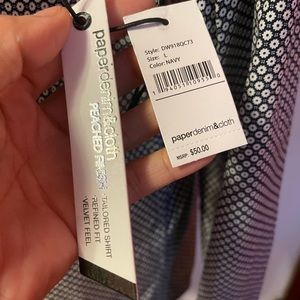 paperdenim&cloth
PEACHED FINISH
TAILORED SHIRT
REFINED FIT
VELVET FEEL
Style: DW918QC73
Size: L
Color: NAVY
paperdenim&cloth
MSRP $50.00